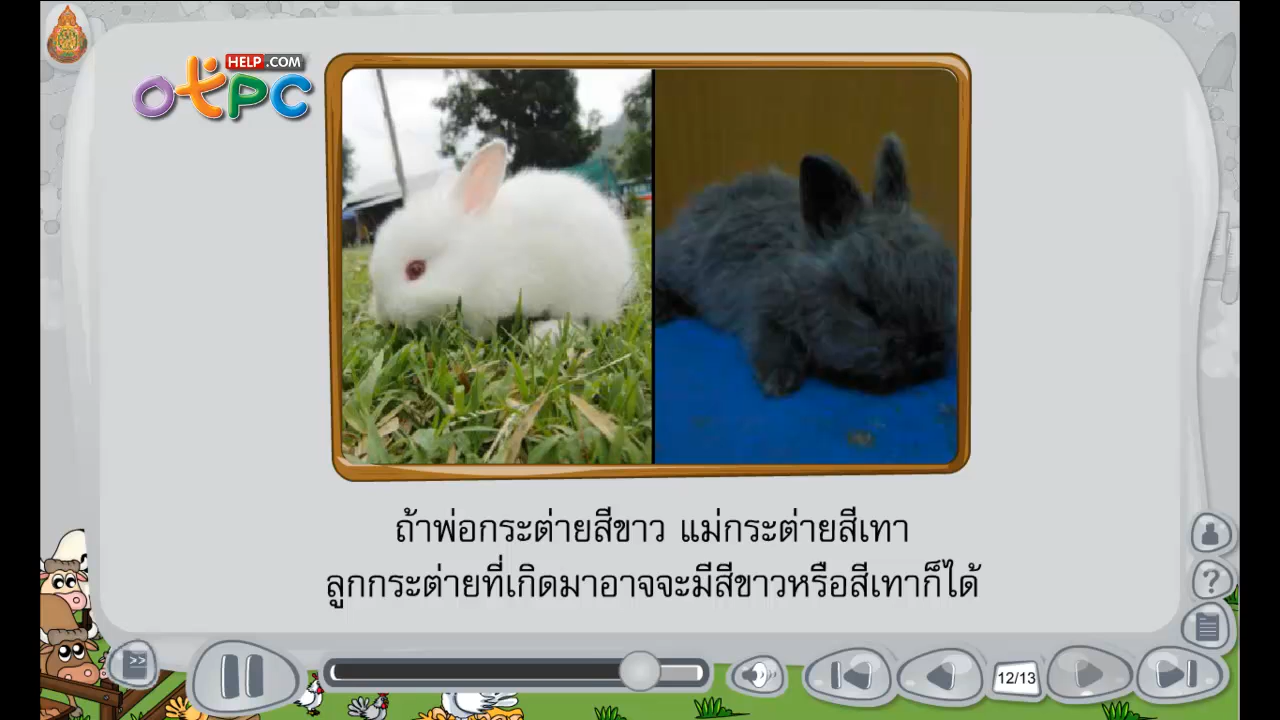 HELP.COM
OTPC
ถ้าพ่อกระต่ายสีขาว แม่กระต่ายสีเทา
ลูกกระต่ายที่เกิดมาอาจจะมีสีขาวหรือสีเทาก็ได้
?
>>
12/13